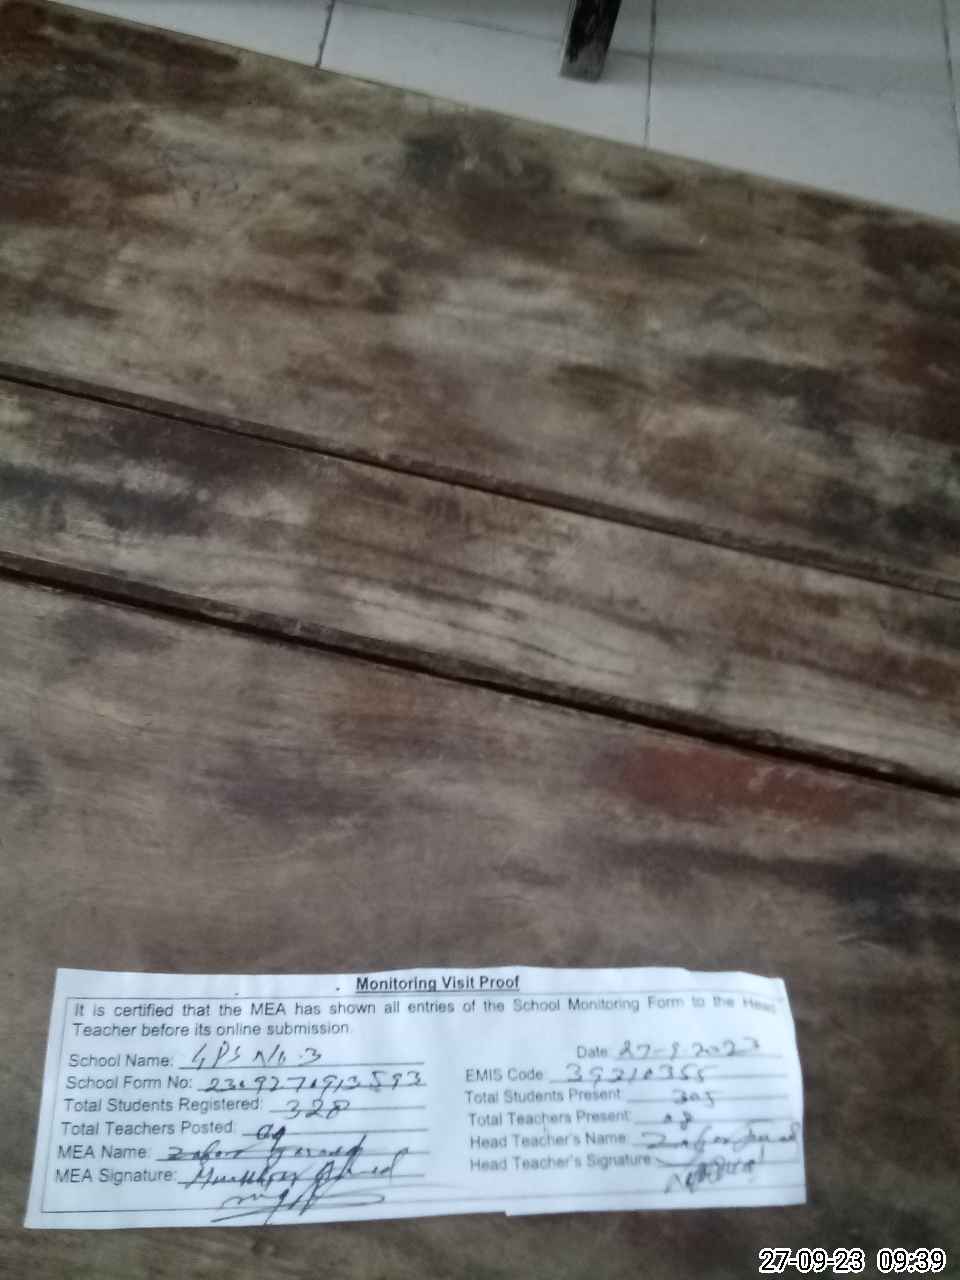 Monitoring Visit Proof
It is certified that the MEA has shown all entries of the School Monitoring Form to the Head
Teacher before its online submission.
School Name: GPS No. 3
Date: 27-9-2023
School Form No:
EMIS Code: 39210355
Total Students Registered: 328
Total Students Present: 305
Total Teachers Posted: 09
Total Teachers Present: 08
MEA Name:
Head Teacher's Name:
MEA Signature:
Head Teacher's Signature
27-09-23 09:39